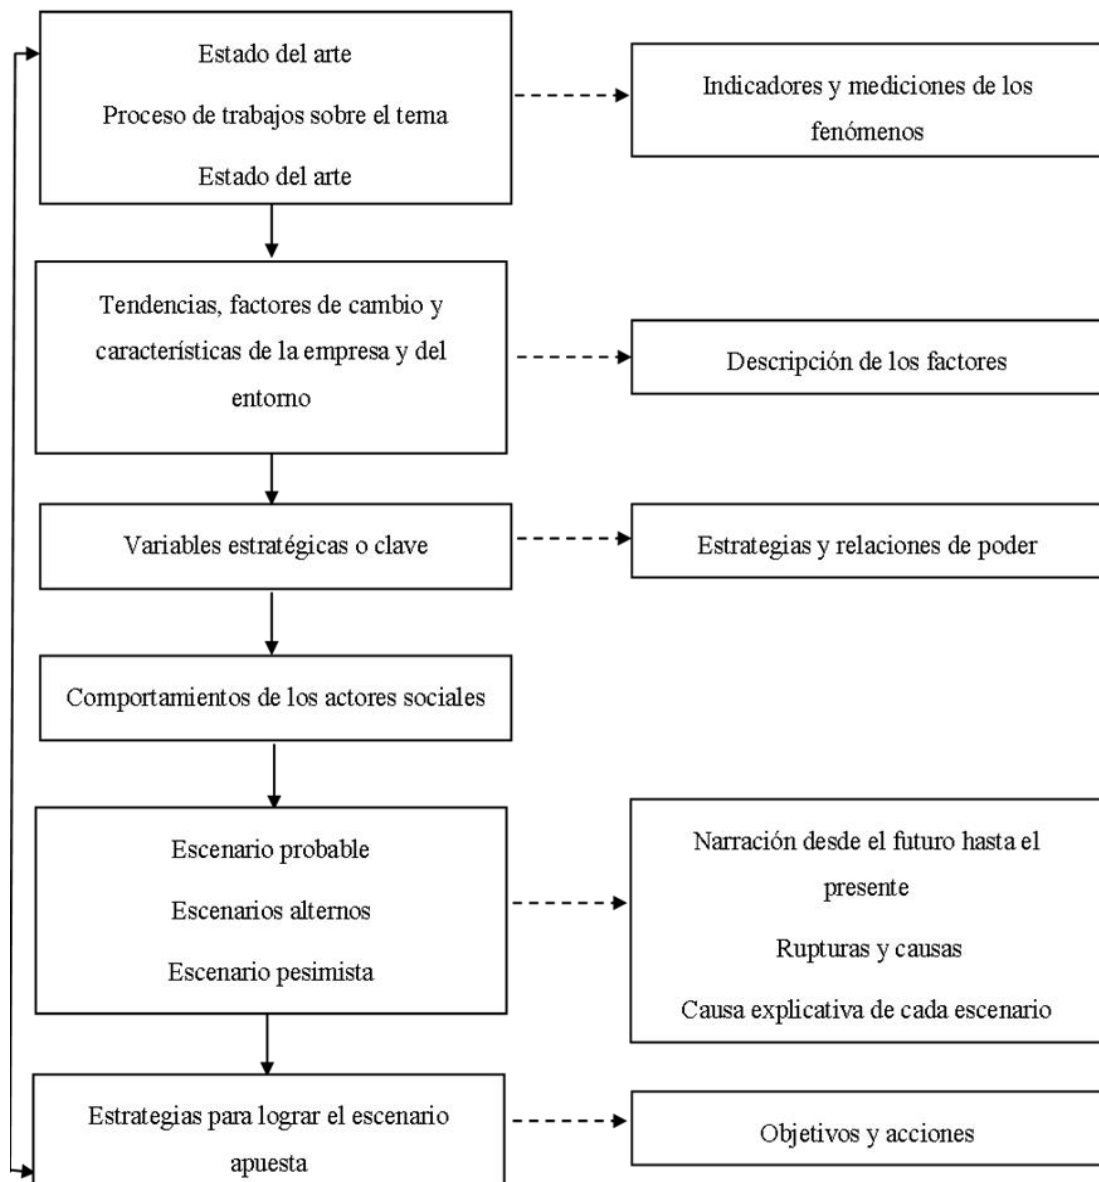 Estado del arte
Proceso de trabajos sobre el tema
Estado del arte
Indicadores y mediciones de los
fenómenos
Tendencias, factores de cambio y
características de la empresa y del
entorno
Descripción de los factores
Variables estratégicas o clave
Estrategias y relaciones de poder
Comportamientos de los actores sociales
Escenario probable
Escenarios alternos
Escenario pesimista
Narración desde el futuro hasta el
presente
Rupturas y causas
Causa explicativa de cada escenario
Estrategias para lograr el escenario
apuesta
Objetivos y acciones